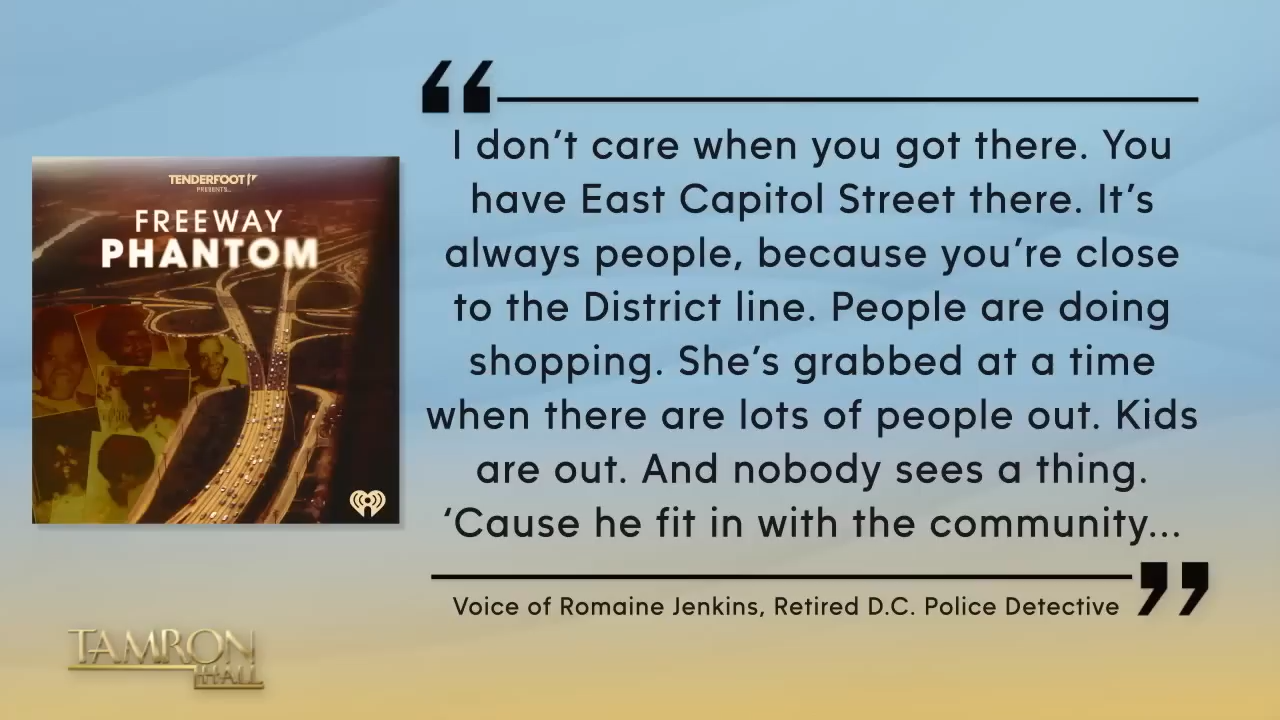 TENDERFOOT TV
PRESENTS...
FREEWAY
PHANTOM
“
I don’t care when you got there. You
have East Capitol Street there. It’s
always people, because you’re close
to the District line. People are doing
shopping. She’s grabbed at a time
when there are lots of people out. Kids
are out. And nobody sees a thing.
‘Cause he fit in with the community...
”
Voice of Romaine Jenkins, Retired D.C. Police Detective
TAMRON
HALL